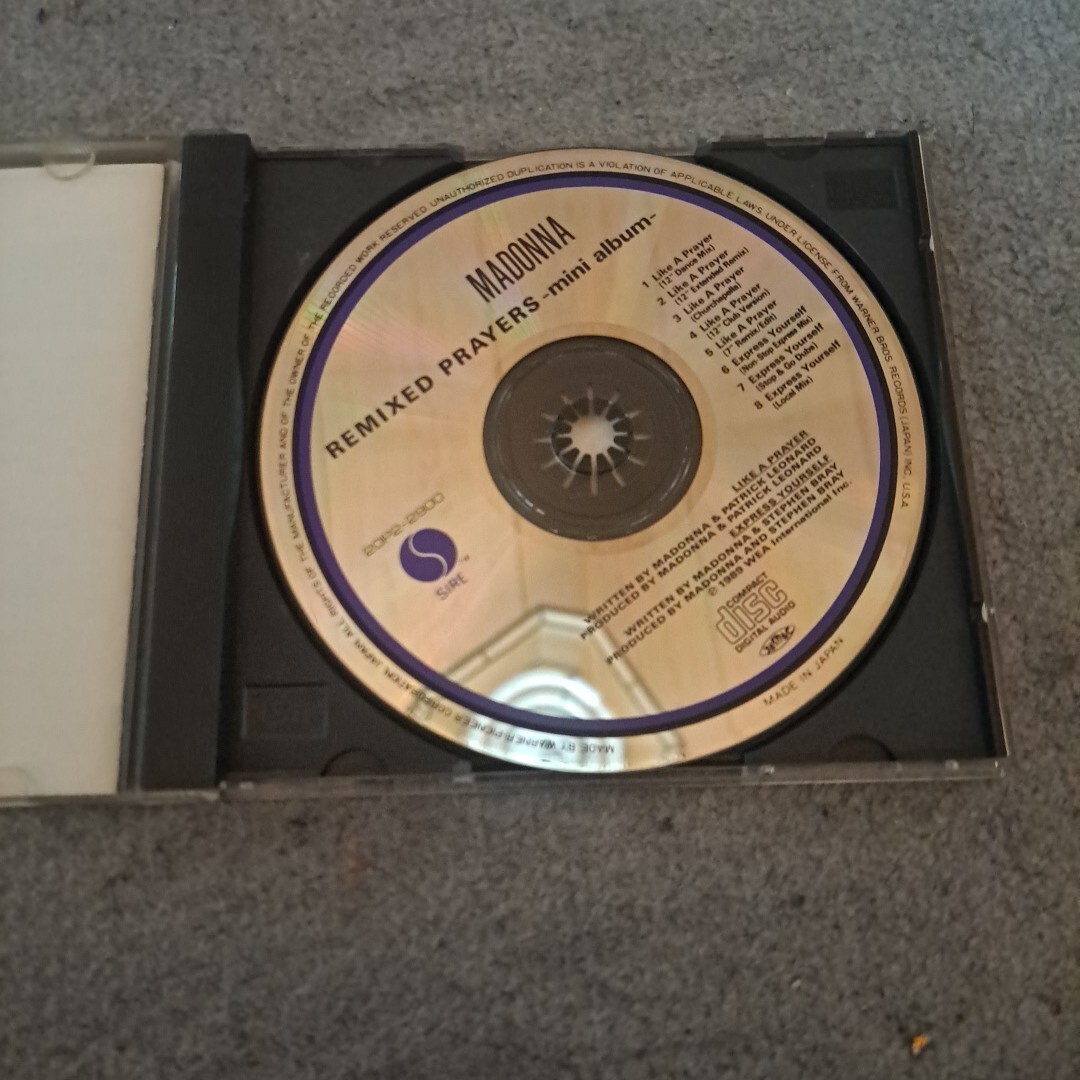 MADONNA
REMIXED PRAYERS -mini album-
1 Like A Prayer
(12" Dance Mix)
2 Like A Prayer
(12" Extended Remix)
3 Like A Prayer
(Churchapella)
4 Like A Prayer
(12" Club Version)
5 Like A Prayer
(7" Remix/Edit)
6 Express Yourself
(Non-Stop Express Mix)
7 Express Yourself
(Stop & Go Dubs)
8 Express Yourself
(Local Mix)
20P2-2900
SIRE
TM
LIKE A PRAYER
WRITTEN BY MADONNA & PATRICK LEONARD
PRODUCED BY MADONNA & PATRICK LEONARD
EXPRESS YOURSELF
WRITTEN BY MADONNA & STEPHEN BRAY
PRODUCED BY MADONNA AND STEPHEN BRAY
℗ 1989 WEA International Inc.
COMPACT
disc
DIGITAL AUDIO
MADE IN JAPAN
MADE BY WARNER-PIONEER CORPORATION, JAPAN. ALL RIGHTS OF THE MANUFACTURER AND OF THE OWNER OF THE RECORDED WORK RESERVED. UNAUTHORIZED DUPLICATION IS A VIOLATION OF APPLICABLE LAWS. UNDER LICENSE FROM WARNER BROS. RECORDS (JAPAN) INC. U.S.A.